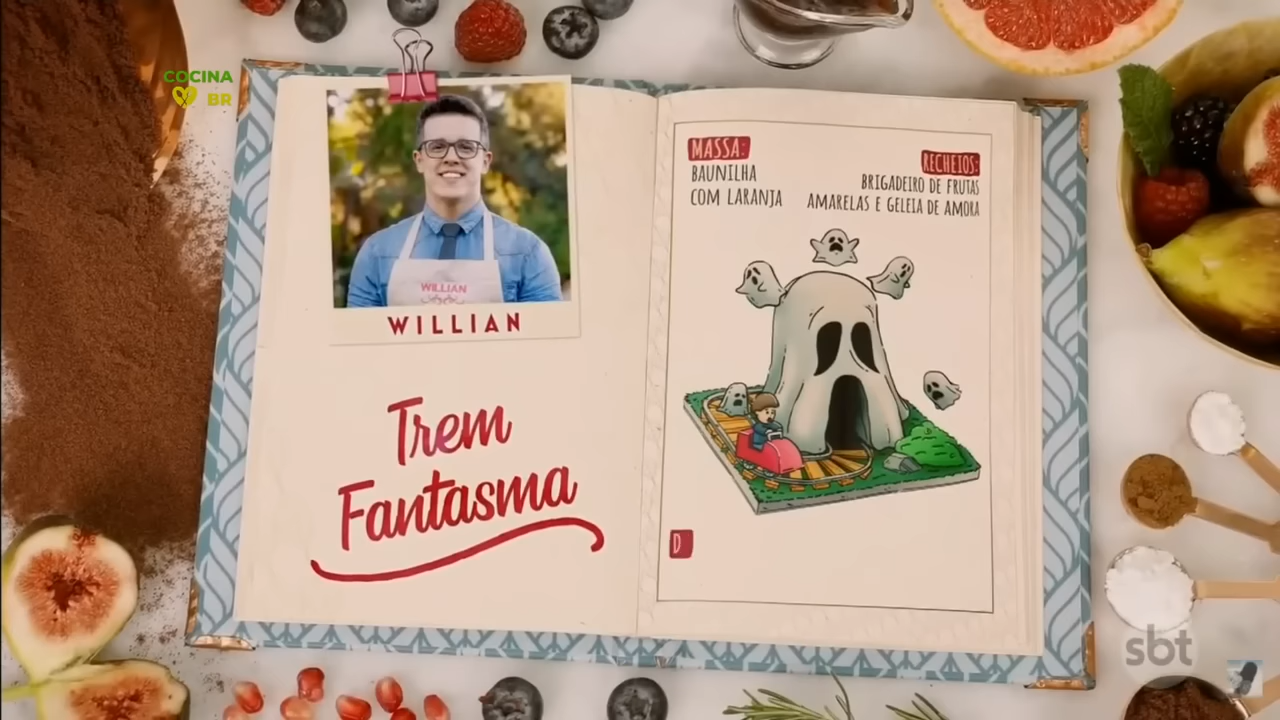 COCINA
BR
WILLIAN
WILLIAN
Trem
Fantasma
MASSA:
BAUNILHA
COM LARANJA
RECHEIOS:
BRIGADEIRO DE FRUTAS
AMARELAS E GELEIA DE AMORA
D
sbt